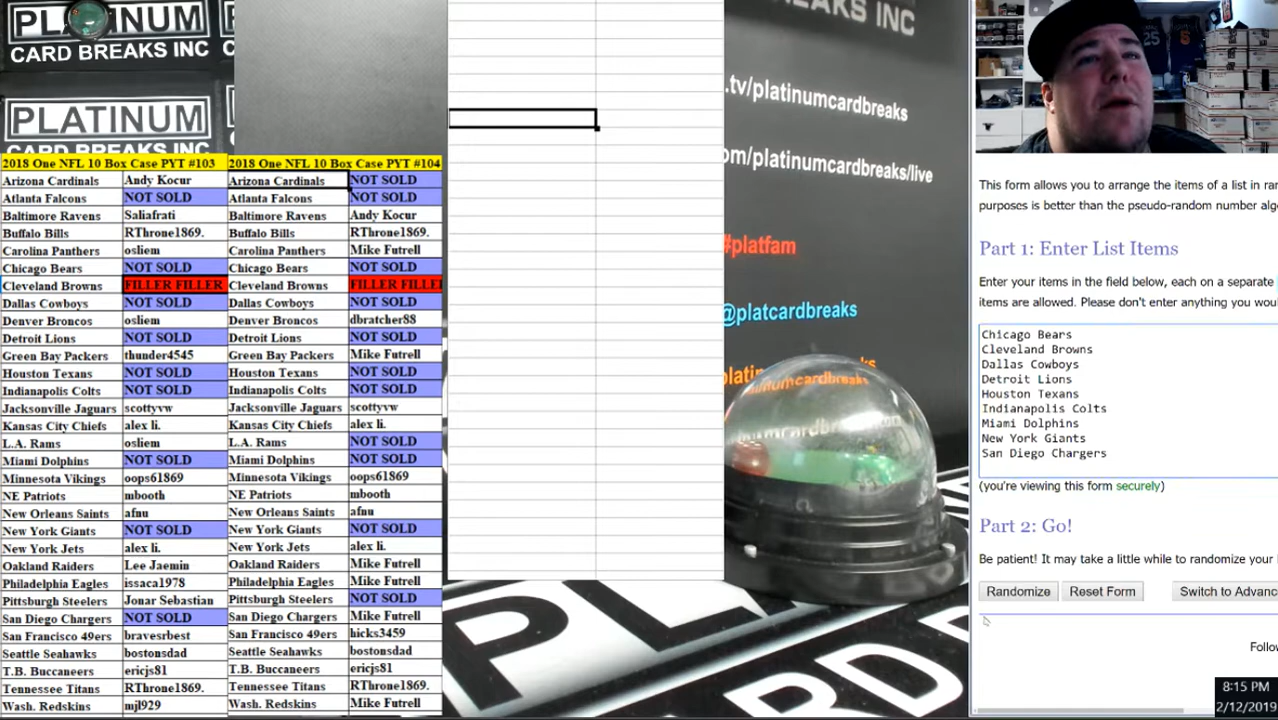 PLATINUM
CARD BREAKS INC
PLATINUM
CARD BREAKS INC
2018 One NFL 10 Box Case PYT #103
Arizona Cardinals Andy Kocur
Atlanta Falcons NOT SOLD
Baltimore Ravens Saliafrati
Buffalo Bills RThrone1869.
Carolina Panthers osliem
Chicago Bears NOT SOLD
Cleveland Browns FILLER FILLER
Dallas Cowboys NOT SOLD
Denver Broncos osliem
Detroit Lions NOT SOLD
Green Bay Packers thunder4545
Houston Texans NOT SOLD
Indianapolis Colts NOT SOLD
Jacksonville Jaguars scottyvw
Kansas City Chiefs alex li.
L.A. Rams osliem
Miami Dolphins NOT SOLD
Minnesota Vikings oops61869
NE Patriots mbooth
New Orleans Saints afnu
New York Giants NOT SOLD
New York Jets alex li.
Oakland Raiders Lee Jaemin
Philadelphia Eagles issaca1978
Pittsburgh Steelers Jonar Sebastian
San Diego Chargers NOT SOLD
San Francisco 49ers bravesrbest
Seattle Seahawks bostonsdad
T.B. Buccaneers ericjs81
Tennessee Titans RThrone1869.
Wash. Redskins mjl929
2018 One NFL 10 Box Case PYT #104
Arizona Cardinals NOT SOLD
Atlanta Falcons NOT SOLD
Baltimore Ravens Andy Kocur
Buffalo Bills RThrone1869.
Carolina Panthers Mike Futrell
Chicago Bears NOT SOLD
Cleveland Browns FILLER FILLE
Dallas Cowboys NOT SOLD
Denver Broncos dbratcher88
Detroit Lions NOT SOLD
Green Bay Packers Mike Futrell
Houston Texans NOT SOLD
Indianapolis Colts NOT SOLD
Jacksonville Jaguars scottyvw
Kansas City Chiefs alex li.
L.A. Rams NOT SOLD
Miami Dolphins NOT SOLD
Minnesota Vikings oops61869
NE Patriots mbooth
New Orleans Saints afnu
New York Giants NOT SOLD
New York Jets alex li.
Oakland Raiders Mike Futrell
Philadelphia Eagles Mike Futrell
Pittsburgh Steelers NOT SOLD
San Diego Chargers Mike Futrell
San Francisco 49ers hicks3459
Seattle Seahawks bostonsdad
T.B. Buccaneers ericjs81
Tennessee Titans RThrone1869.
Wash. Redskins Mike Futrell
BREAKS INC
.tv/platinumcardbreaks
om/platinumcardbreaks/live
#platfam
@platcardbreaks
25
5
This form allows you to arrange the items of a list in ran
purposes is better than the pseudo-random number algo
Part 1: Enter List Items
Enter your items in the field below, each on a separate
items are allowed. Please don't enter anything you wou
Chicago Bears
Cleveland Browns
Dallas Cowboys
Detroit Lions
Houston Texans
Indianapolis Colts
Miami Dolphins
New York Giants
San Diego Chargers
(you're viewing this form securely)
Part 2: Go!
Be patient! It may take a little while to randomize your
Randomize Reset Form Switch to Advanc
Follo
8:15 PM
2/12/2019